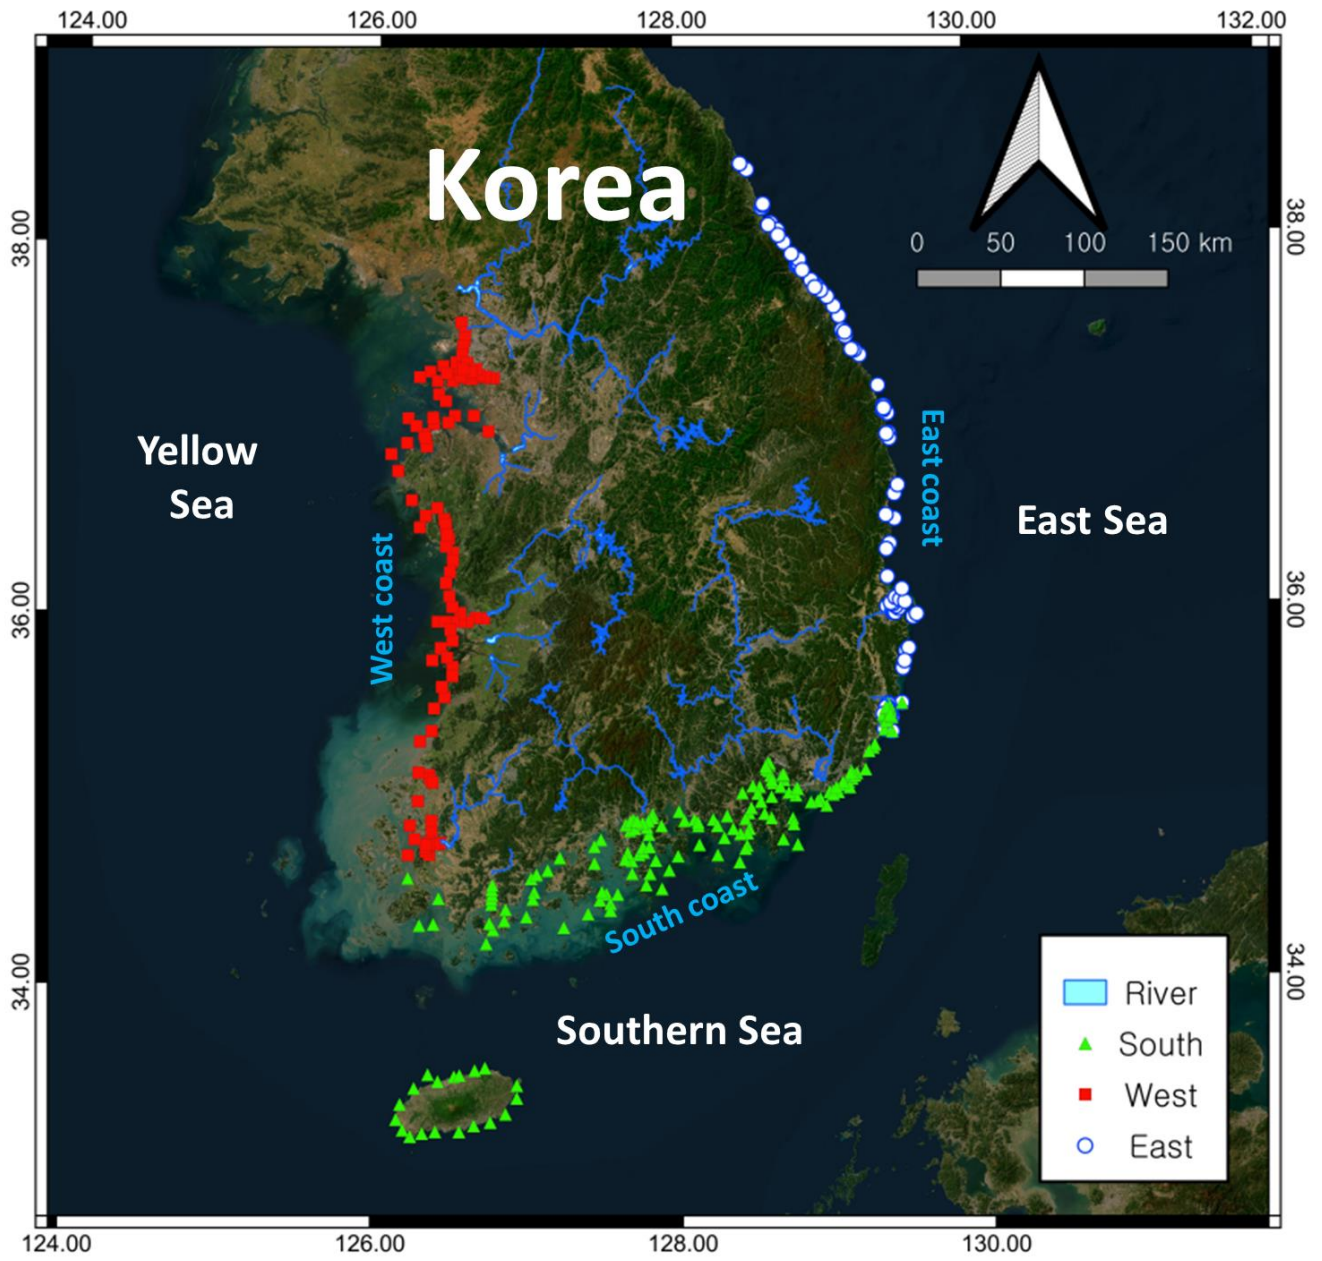 124.00 126.00 128.00 130.00 132.00
Korea
0 50 100 150 km
38.00 38.00
Yellow
Sea
East coast
East Sea
West coast
36.00 36.00
South coast
34.00 34.00
Southern Sea
River
South
West
East
124.00 126.00 128.00 130.00